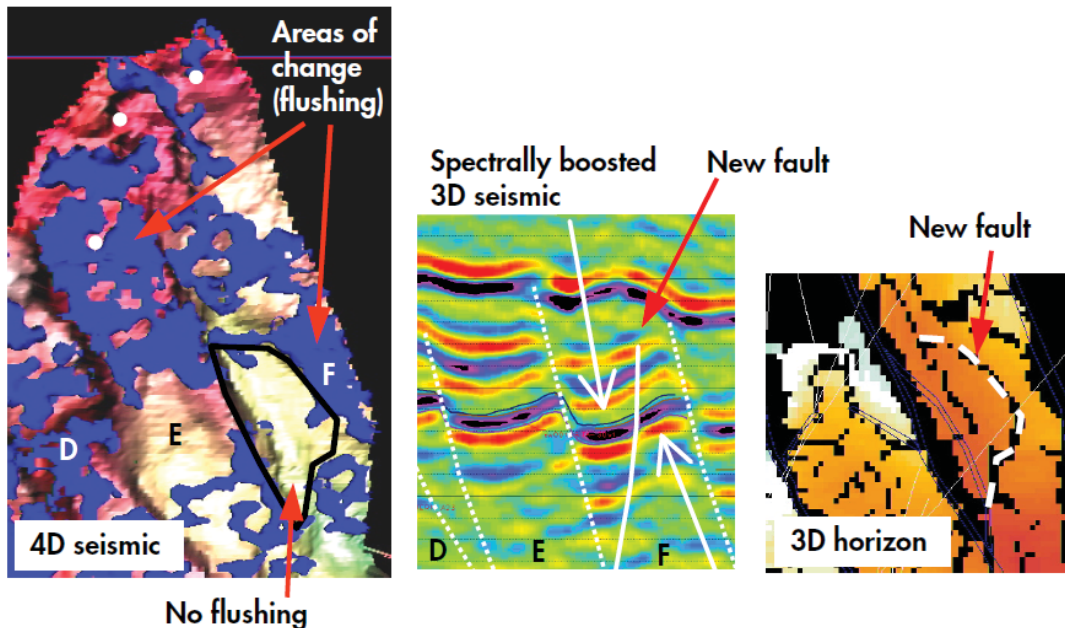 Areas of
change
(flushing)
F
E
D
4D seismic
No flushing
Spectrally boosted
3D seismic
New fault
D
E
F
New fault
3D horizon